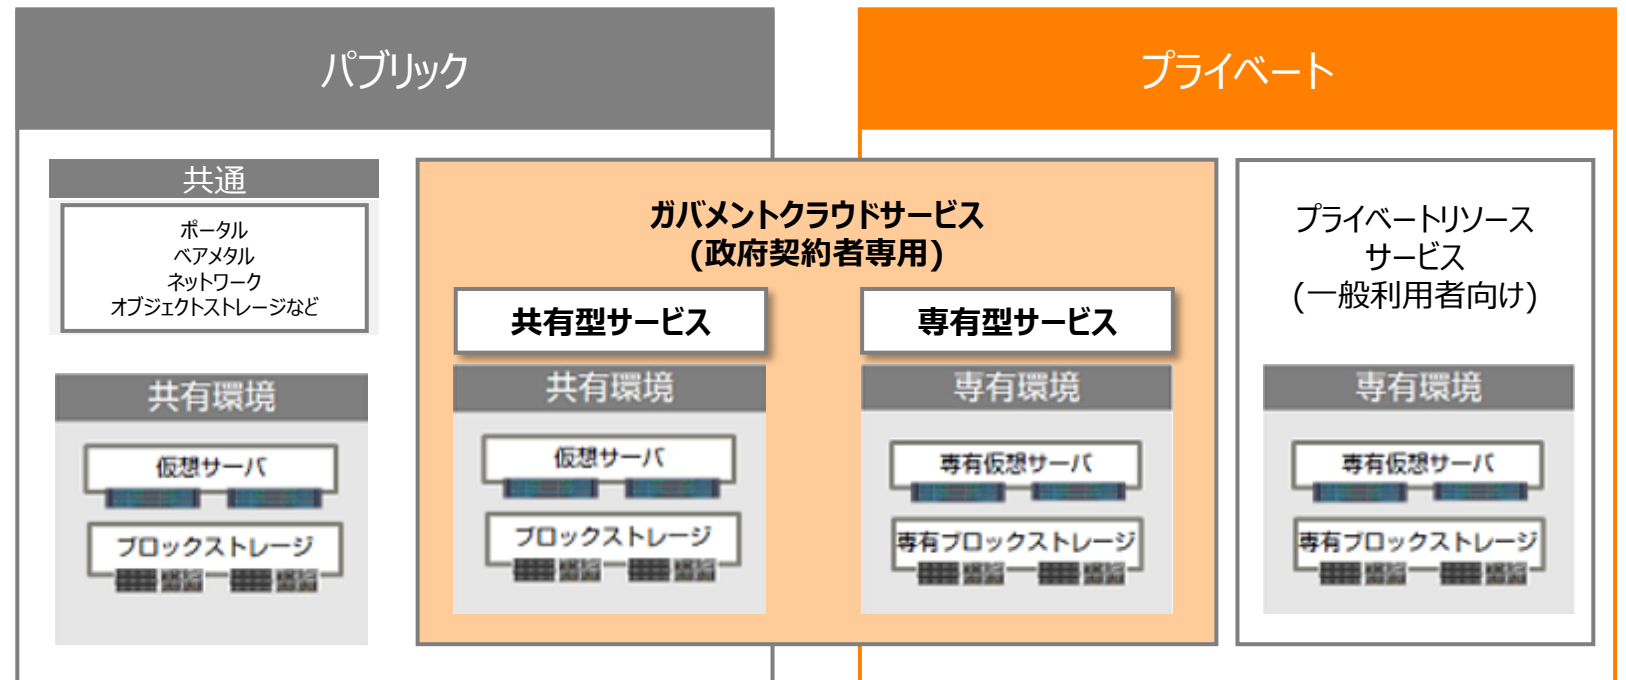 パブリック
プライベート
共通
ポータル
ベアメタル
ネットワーク
オブジェクトストレージなど
共有環境
仮想サーバ
ブロックストレージ
ガバメントクラウドサービス
(政府契約者専用)
共有型サービス
共有環境
仮想サーバ
ブロックストレージ
専有型サービス
専有環境
専有仮想サーバ
専有ブロックストレージ
プライベートリソース
サービス
(一般利用者向け)
専有環境
専有仮想サーバ
専有ブロックストレージ